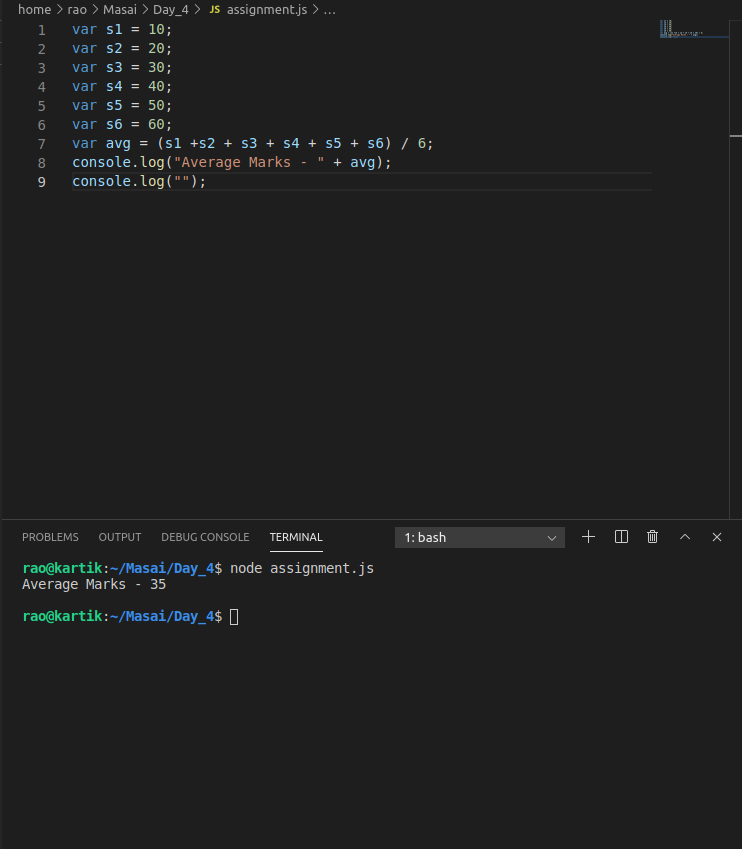 home > rao > Masai > Day_4 > JS assignment.js > ...
1 var s1 = 10;
2 var s2 = 20;
3 var s3 = 30;
4 var s4 = 40;
5 var s5 = 50;
6 var s6 = 60;
7 var avg = (s1 +s2 + s3 + s4 + s5 + s6) / 6;
8 console.log("Average Marks - " + avg);
9 console.log("");
PROBLEMS OUTPUT DEBUG CONSOLE TERMINAL 1: bash
rao@kartik:~/Masai/Day_4$ node assignment.js
Average Marks - 35
rao@kartik:~/Masai/Day_4$